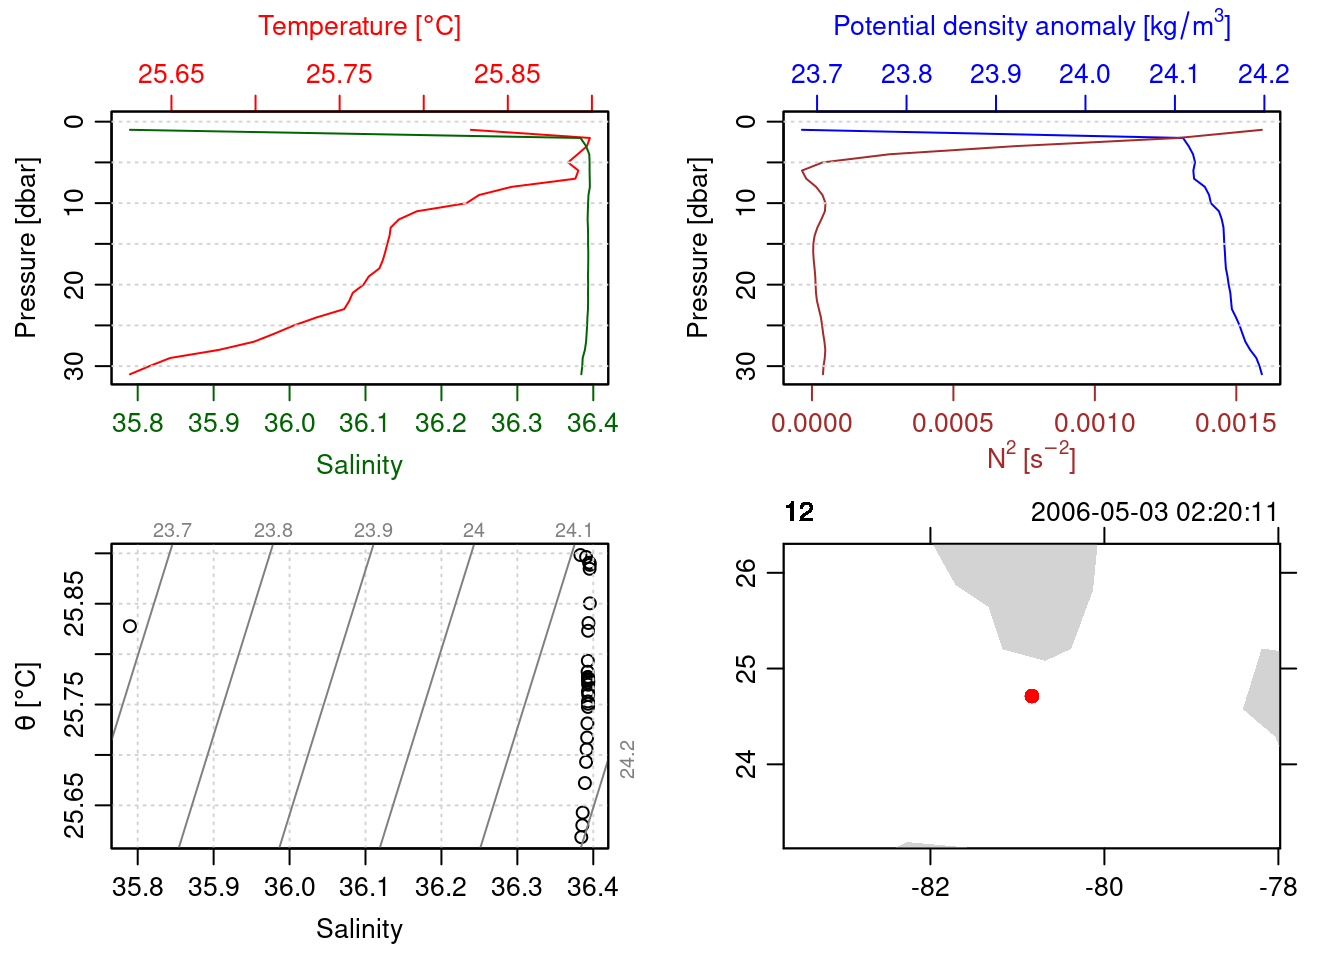 Temperature [°C]
25.65 25.75 25.85
Pressure [dbar]
0
10
20
30
35.8 35.9 36.0 36.1 36.2 36.3 36.4
Salinity
Potential density anomaly [kg/m³]
23.7 23.8 23.9 24.0 24.1 24.2
Pressure [dbar]
0
10
20
30
0.0000 0.0005 0.0010 0.0015
N² [s⁻²]
23.7 23.8 23.9 24 24.1
24.2
θ [°C]
25.85
25.75
25.65
35.8 35.9 36.0 36.1 36.2 36.3 36.4
Salinity
12 2006-05-03 02:20:11
26
25
24
-82 -80 -78